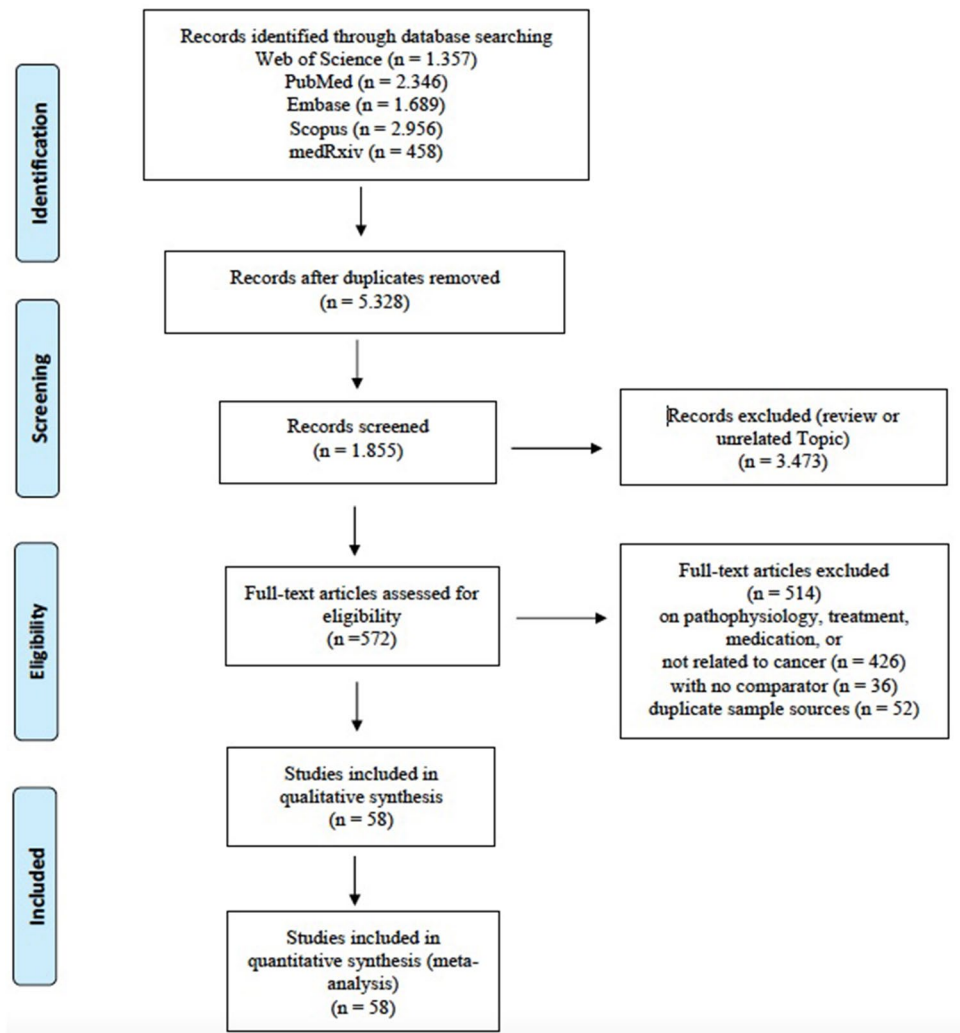 Identification
Records identified through database searching
Web of Science (n = 1.357)
PubMed (n = 2.346)
Embase (n = 1.689)
Scopus (n = 2.956)
medRxiv (n = 458)
Records after duplicates removed
(n = 5.328)
Screening
Records screened
(n = 1.855)
Records excluded (review or
unrelated Topic)
(n = 3.473)
Eligibility
Full-text articles assessed for
eligibility
(n =572)
Full-text articles excluded
(n = 514)
on pathophysiology, treatment,
medication, or
not related to cancer (n = 426)
with no comparator (n = 36)
duplicate sample sources (n = 52)
Included
Studies included in
qualitative synthesis
(n = 58)
Studies included in
quantitative synthesis (meta-
analysis)
(n = 58)